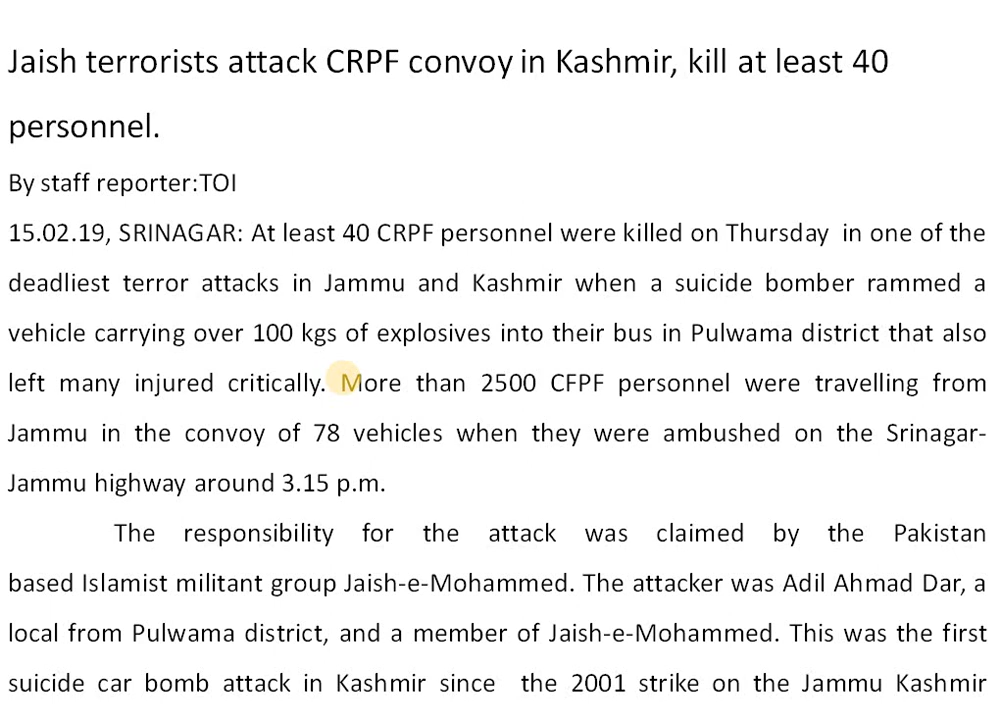 Jaish terrorists attack CRPF convoy in Kashmir, kill at least 40
personnel.
By staff reporter:TOI
15.02.19, SRINAGAR: At least 40 CRPF personnel were killed on Thursday in one of the
deadliest terror attacks in Jammu and Kashmir when a suicide bomber rammed a
vehicle carrying over 100 kgs of explosives into their bus in Pulwama district that also
left many injured critically. More than 2500 CFPF personnel were travelling from
Jammu in the convoy of 78 vehicles when they were ambushed on the Srinagar-
Jammu highway around 3.15 p.m.
The responsibility for the attack was claimed by the Pakistan
based Islamist militant group Jaish-e-Mohammed. The attacker was Adil Ahmad Dar, a
local from Pulwama district, and a member of Jaish-e-Mohammed. This was the first
suicide car bomb attack in Kashmir since the 2001 strike on the Jammu Kashmir